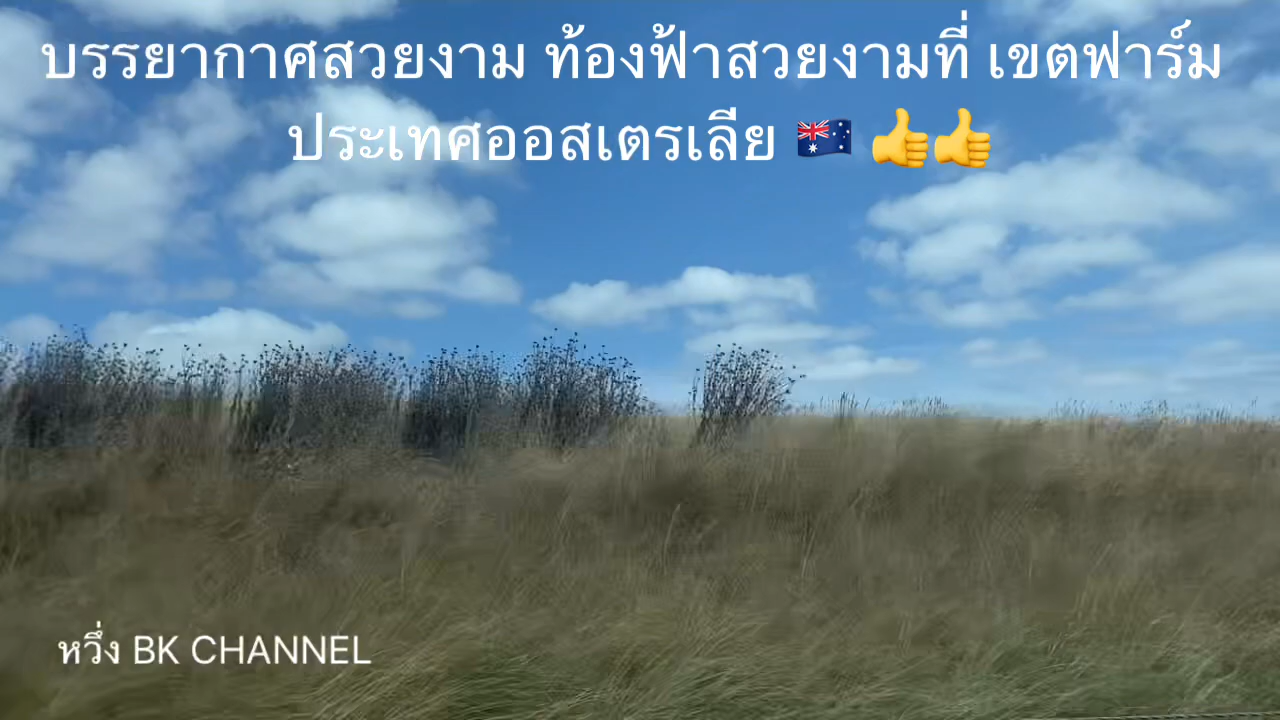 บรรยากาศสวยงาม ท้องฟ้าสวยงามที่ เขตฟาร์ม
ประเทศออสเตรเลีย 🇦🇺 👍👍
หวึ่ง BK CHANNEL